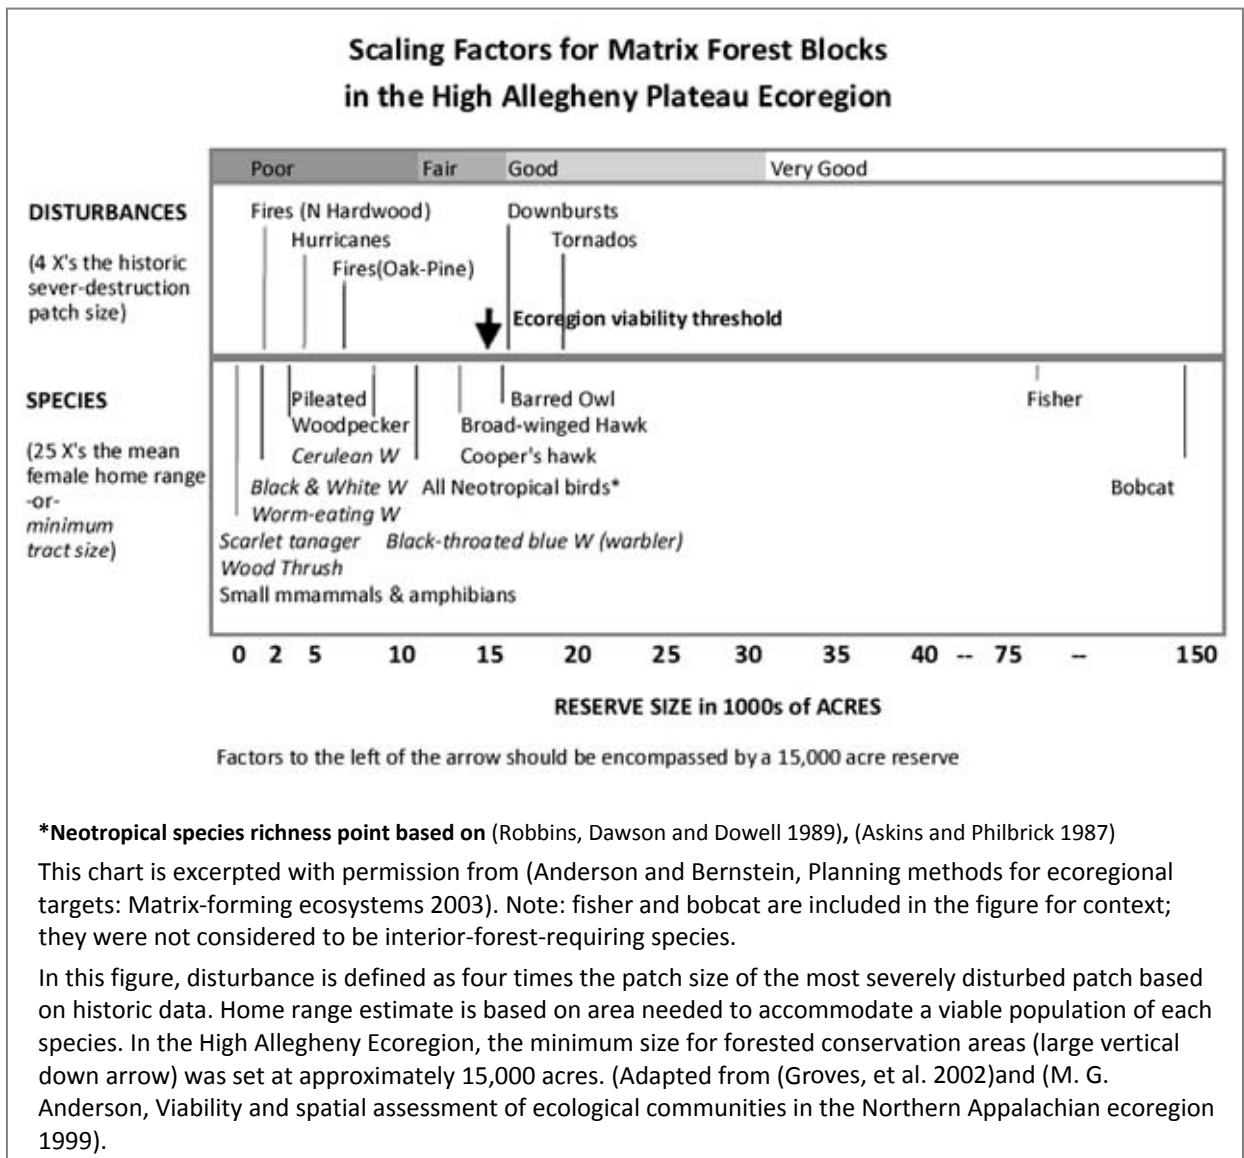 Scaling Factors for Matrix Forest Blocks
in the High Allegheny Plateau Ecoregion
Poor Fair Good Very Good
DISTURBANCES
(4 X's the historic
sever-destruction
patch size)
Fires (N Hardwood)
Hurricanes
Fires(Oak-Pine)
Downbursts
Tornados
Ecoregion viability threshold
SPECIES
(25 X's the mean
female home range
-or-
minimum
tract size)
Pileated
Woodpecker
Cerulean W
Black & White W
Worm-eating W
Scarlet tanager
Wood Thrush
Small mmammals & amphibians
Barred Owl
Broad-winged Hawk
Cooper's hawk
All Neotropical birds*
Black-throated blue W (warbler)
Fisher
Bobcat
0 2 5 10 15 20 25 30 35 40 -- 75 -- 150
RESERVE SIZE in 1000s of ACRES
Factors to the left of the arrow should be encompassed by a 15,000 acre reserve
*Neotropical species richness point based on (Robbins, Dawson and Dowell 1989), (Askins and Philbrick 1987)
This chart is excerpted with permission from (Anderson and Bernstein, Planning methods for ecoregional
targets: Matrix-forming ecosystems 2003). Note: fisher and bobcat are included in the figure for context;
they were not considered to be interior-forest-requiring species.
In this figure, disturbance is defined as four times the patch size of the most severely disturbed patch based
on historic data. Home range estimate is based on area needed to accommodate a viable population of each
species. In the High Allegheny Ecoregion, the minimum size for forested conservation areas (large vertical
down arrow) was set at approximately 15,000 acres. (Adapted from (Groves, et al. 2002)and (M. G.
Anderson, Viability and spatial assessment of ecological communities in the Northern Appalachian ecoregion
1999).